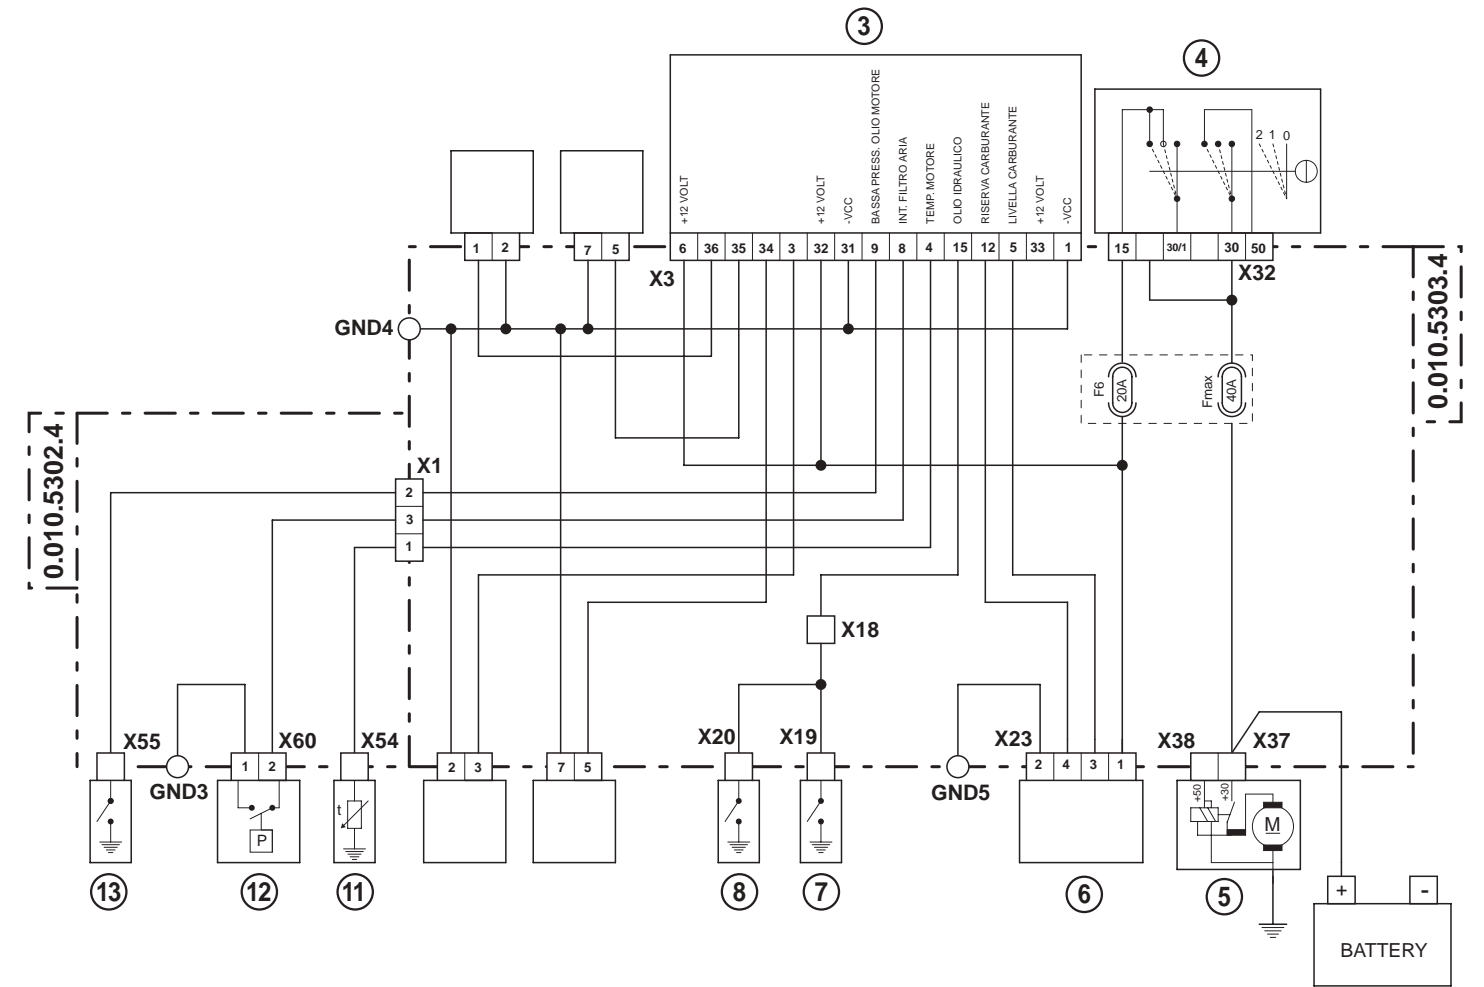 3
4
+12 VOLT
+12 VOLT
-VCC
BASSA PRESS. OLIO MOTORE
INT. FILTRO ARIA
TEMP. MOTORE
OLIO IDRAULICO
RISERVA CARBURANTE
LIVELLA CARBURANTE
+12 VOLT
-VCC
2 1 0
1 2
7 5
6 36 35 34 3 32 31 9 8 4 15 12 5 33 1
15 30/1 30 50
X3
X32
GND4
0.010.5303.4
F6
20A
Fmax
40A
0.010.5302.4
X1
2
3
1
X18
X55
X60
X54
X20
X19
X23
X38
X37
GND3
1 2
2 3
7 5
GND5
2 4 3 1
t
P
+50
+30
M
13
12
11
8
7
6
5
+
-
BATTERY